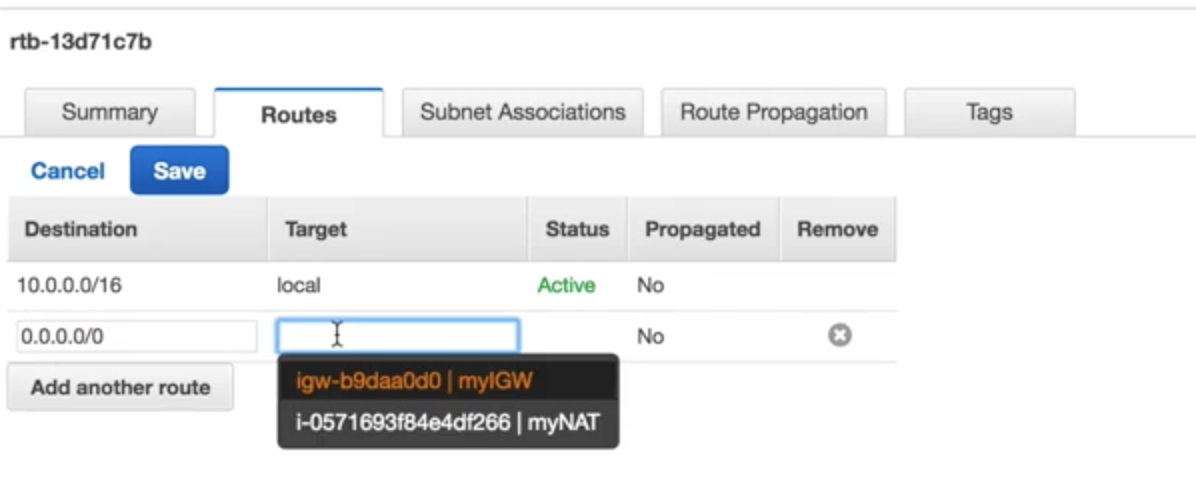 rtb-13d71c7b
Summary Routes Subnet Associations Route Propagation Tags
Cancel Save
Destination Target Status Propagated Remove
10.0.0.0/16 local Active No
0.0.0.0/0 No
igw-b9daa0d0 | myIGW
Add another route
i-0571693f84e4df266 | myNAT